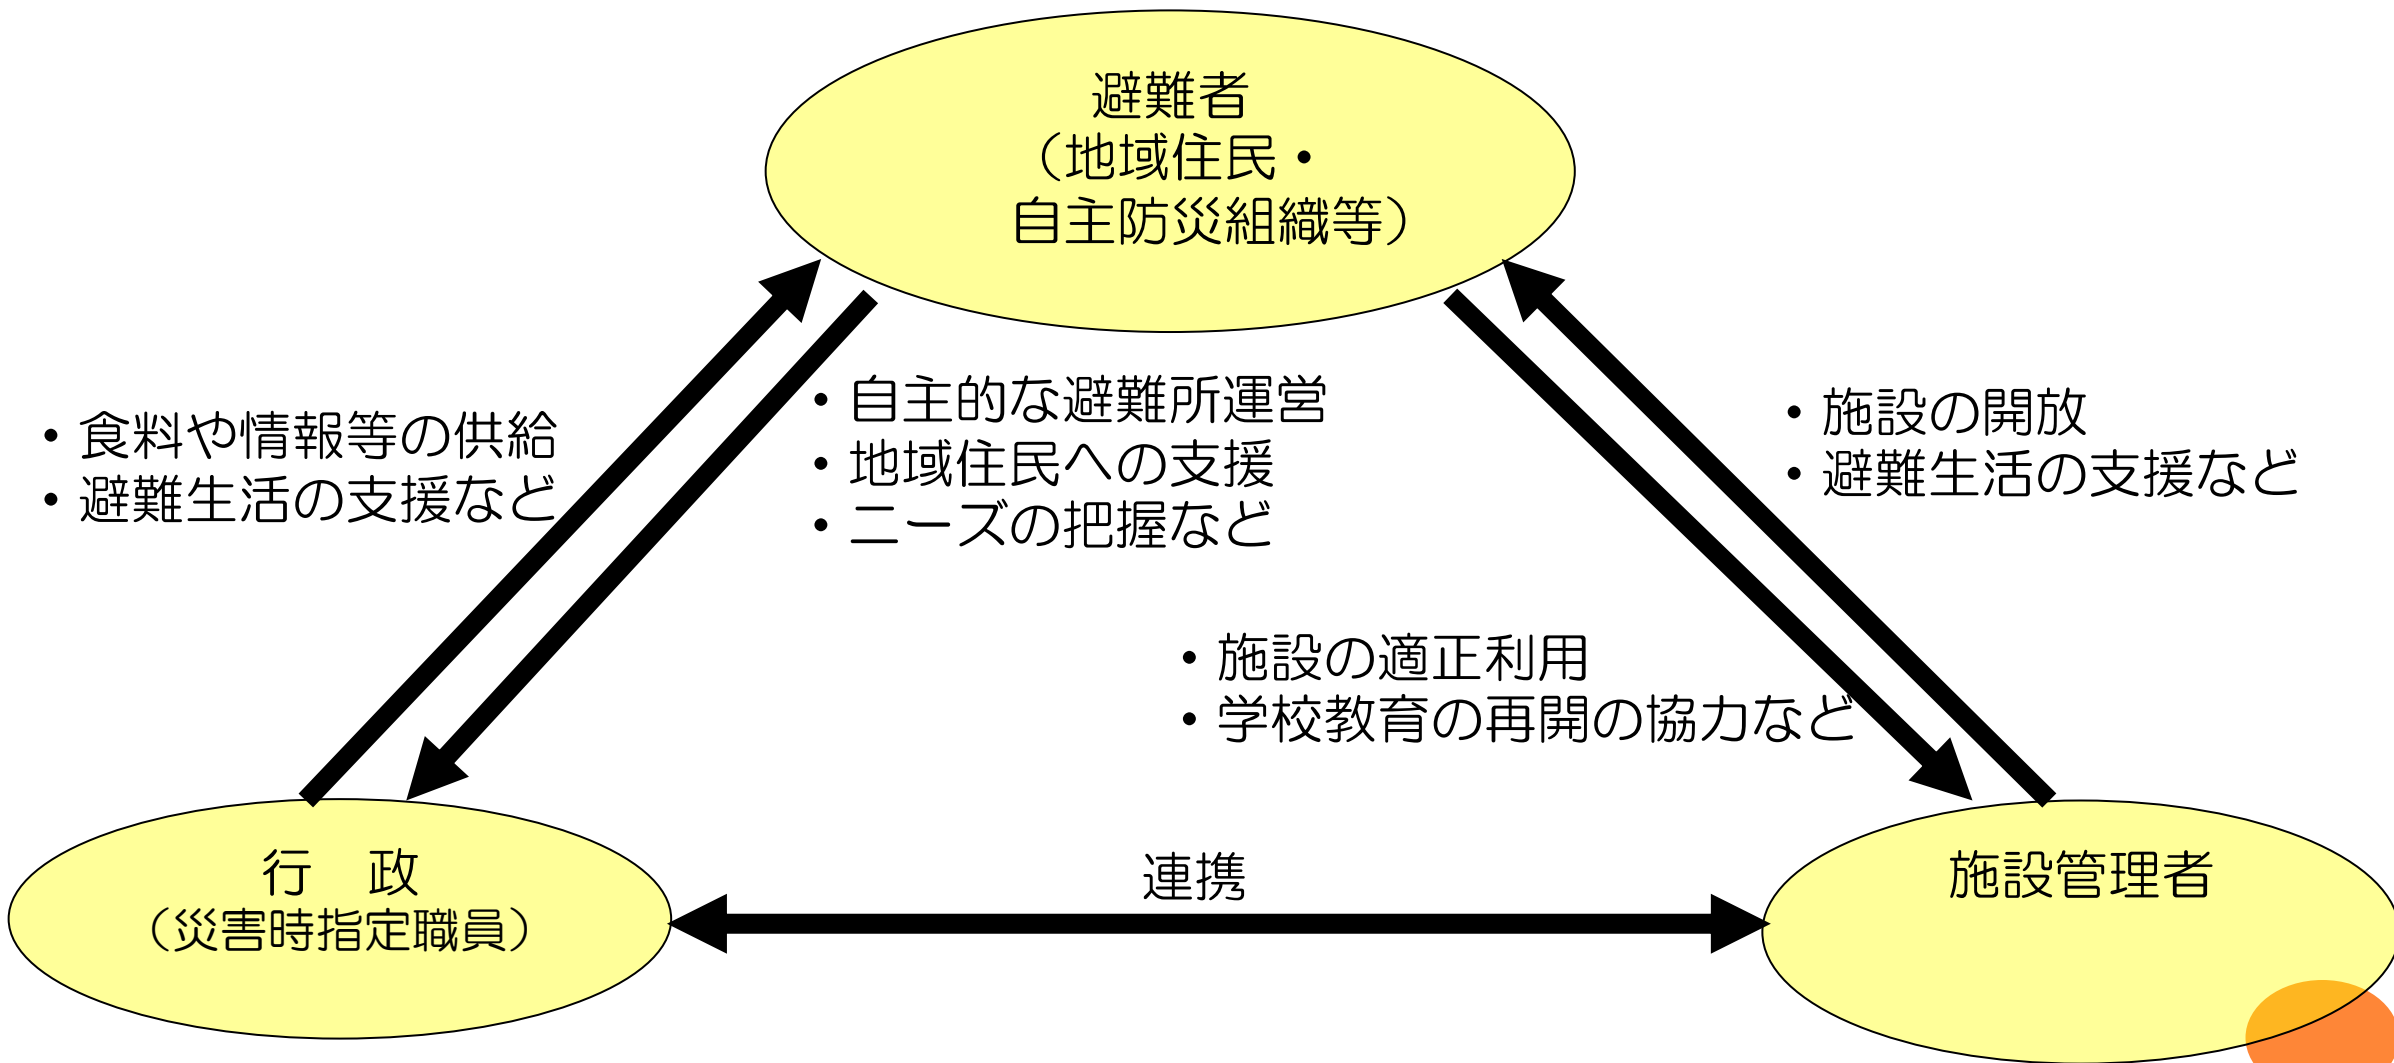 避難者
(地域住民・
自主防災組織等)
・食料や情報等の供給
・避難生活の支援など
・自主的な避難所運営
・地域住民への支援
・ニーズの把握など
・施設の開放
・避難生活の支援など
・施設の適正利用
・学校教育の再開の協力など
行　政
(災害時指定職員)
連携
施設管理者